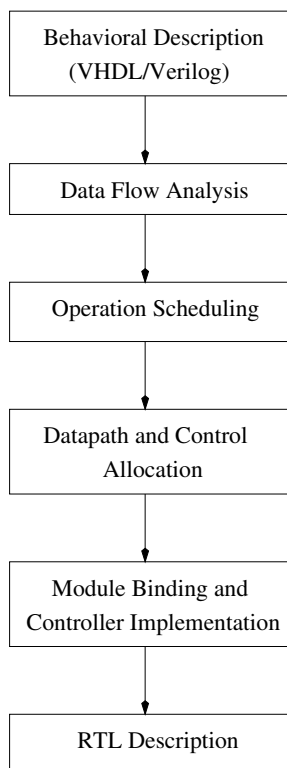 Behavioral Description
(VHDL/Verilog)
Data Flow Analysis
Operation Scheduling
Datapath and Control
Allocation
Module Binding and
Controller Implementation
RTL Description